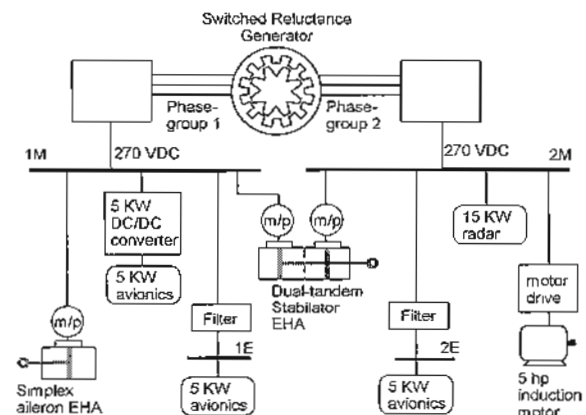 Switched Reluctance
Generator
Phase-
group 1
Phase-
group 2
1M
270 VDC
270 VDC
2M
5 KW
DC/DC
converter
5 KW
avionics
m/p
m/p
15 KW
radar
Dual-tandem
Stabilator
EHA
motor
drive
m/p
Filter
Filter
1E
2E
Simplex
aileron EHA
5 KW
avionics
5 KW
avionics
5 hp
induction
motor